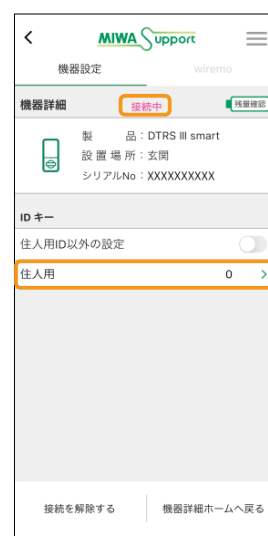 MIWA Support
機器設定 wiremo
機器詳細 接続中 残量確認
製 品：DTRS Ⅲ smart
設 置 場 所：玄関
シリアルNo：XXXXXXXXXX
ID キー
住人用ID以外の設定
住人用 0
接続を解除する 機器詳細ホームへ戻る